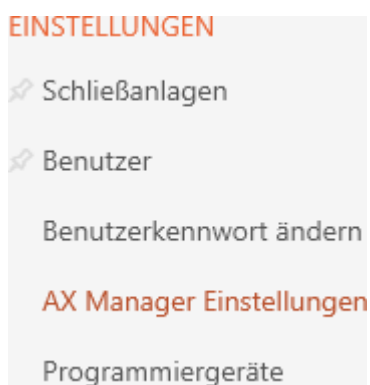 EINSTELLUNGEN
Schließanlagen
Benutzer
Benutzerkennwort ändern
AX Manager Einstellungen
Programmiergeräte